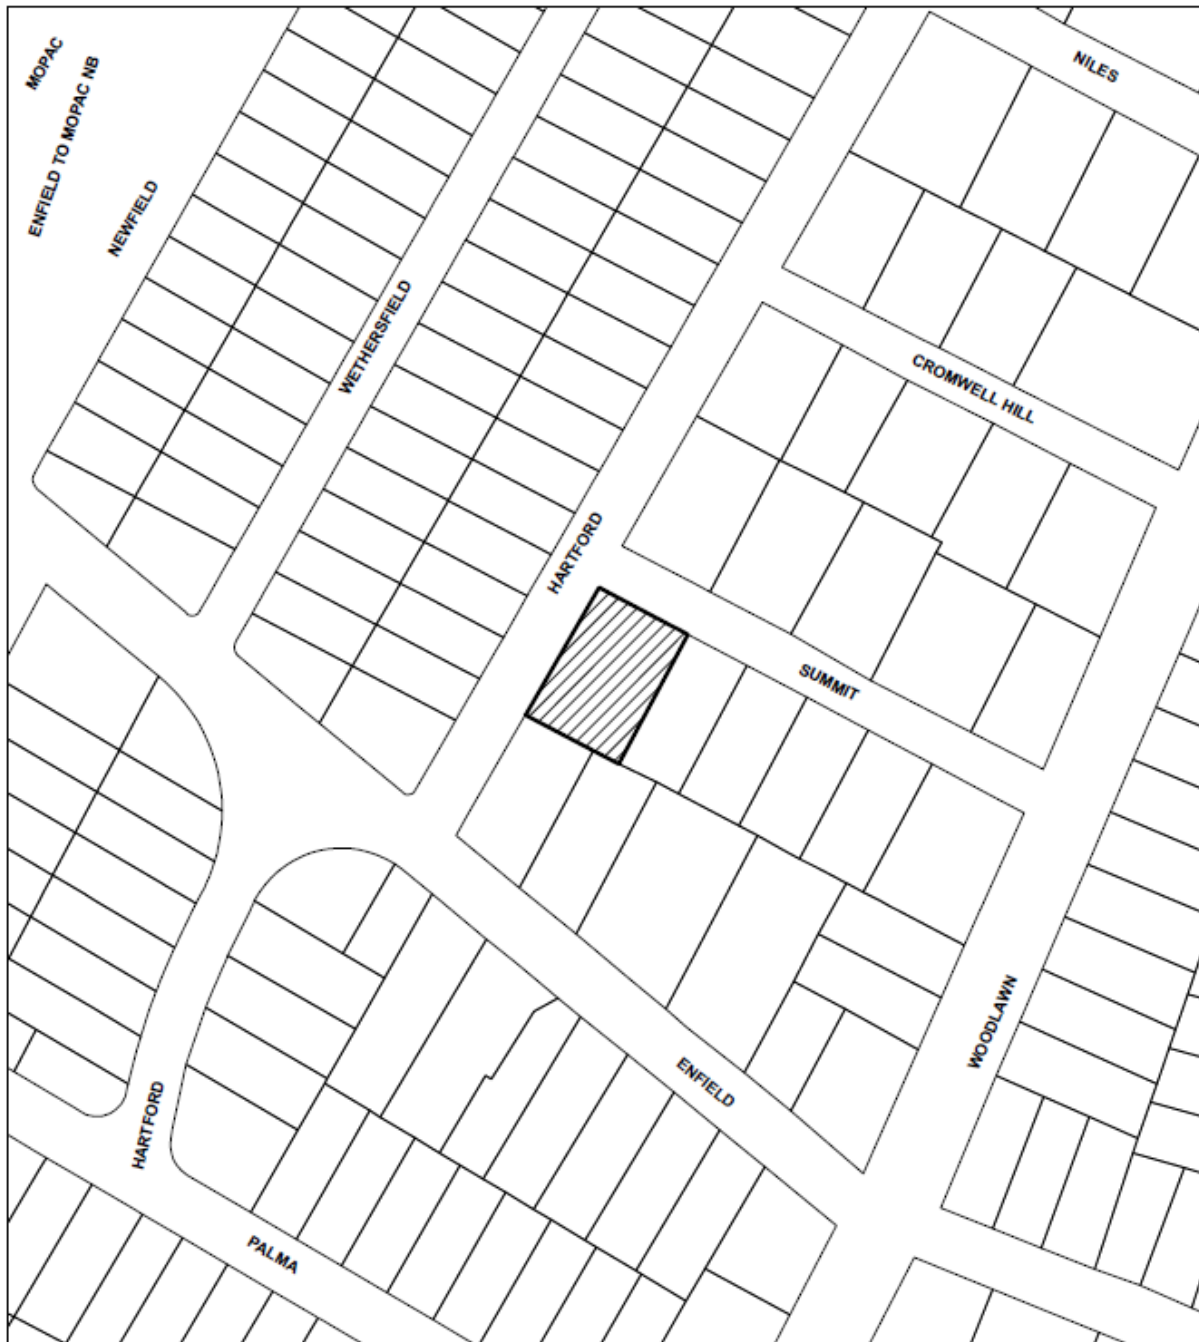 MOPAC
NILES
ENFIELD TO MOPAC NB
NEWFIELD
WETHERSFIELD
CROMWELL HILL
HARTFORD
SUMMIT
WOODLAWN
ENFIELD
HARTFORD
PALMA